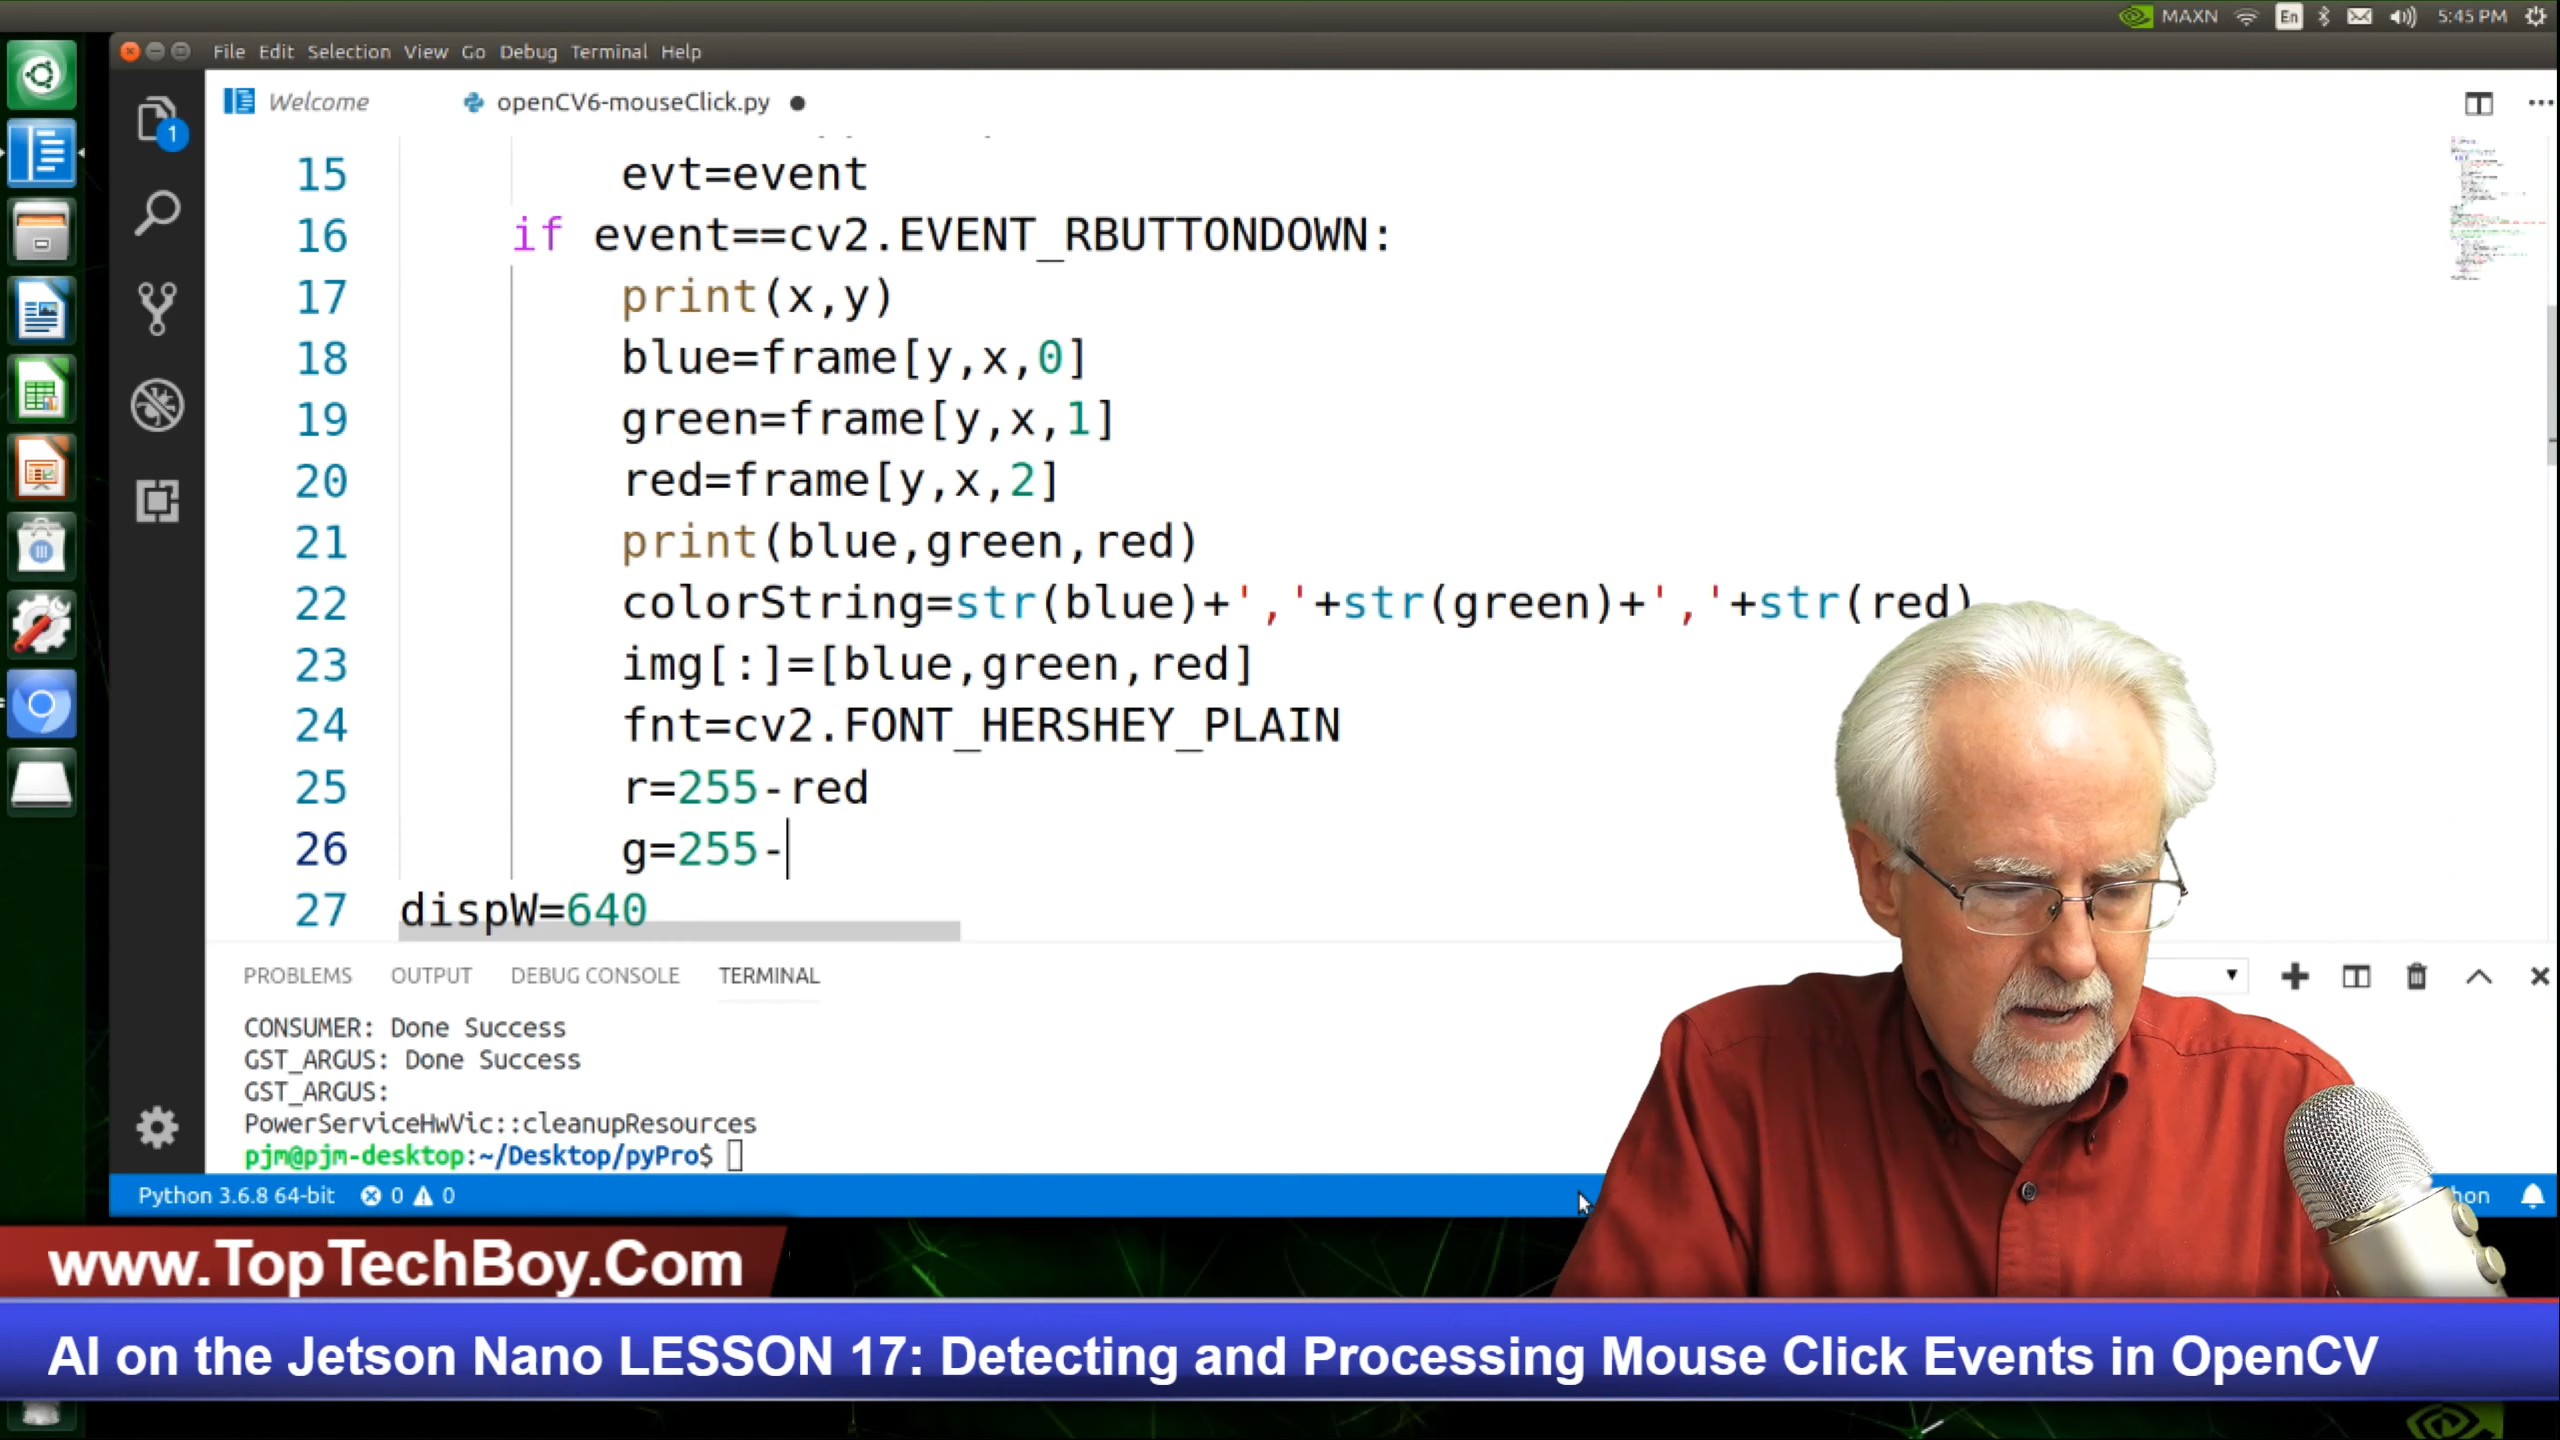 MAXN En 5:45 PM
File Edit Selection View Go Debug Terminal Help
Welcome openCV6-mouseClick.py
1
15 evt=event
16 if event==cv2.EVENT_RBUTTONDOWN:
17 print(x,y)
18 blue=frame[y,x,0]
19 green=frame[y,x,1]
20 red=frame[y,x,2]
21 print(blue,green,red)
22 colorString=str(blue)+','+str(green)+','+str(red)
23 img[:]=[blue,green,red]
24 fnt=cv2.FONT_HERSHEY_PLAIN
25 r=255-red
26 g=255-
27 dispW=640
PROBLEMS OUTPUT DEBUG CONSOLE TERMINAL
CONSUMER: Done Success
GST_ARGUS: Done Success
GST_ARGUS:
PowerServiceHwVic::cleanupResources
pjm@pjm-desktop:~/Desktop/pyPro$
Python 3.6.8 64-bit 0 0
www.TopTechBoy.Com
AI on the Jetson Nano LESSON 17: Detecting and Processing Mouse Click Events in OpenCV